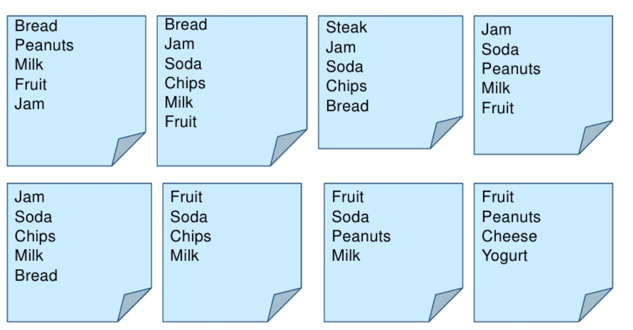 Bread
Peanuts
Milk
Fruit
Jam
Bread
Jam
Soda
Chips
Milk
Fruit
Steak
Jam
Soda
Chips
Bread
Jam
Soda
Peanuts
Milk
Fruit
Jam
Soda
Chips
Milk
Bread
Fruit
Soda
Chips
Milk
Fruit
Soda
Peanuts
Milk
Fruit
Peanuts
Cheese
Yogurt